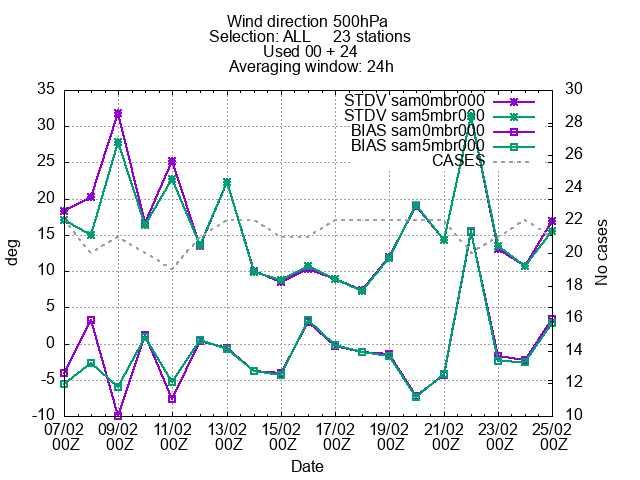 Wind direction 500hPa
Selection: ALL 23 stations
Used 00 + 24
Averaging window: 24h
STDV sam0mbr000
STDV sam5mbr000
BIAS sam0mbr000
BIAS sam5mbr000
CASES
deg
35
30
25
20
15
10
5
0
-5
-10
No cases
30
28
26
24
22
20
18
16
14
12
10
07/02 09/02 11/02 13/02 15/02 17/02 19/02 21/02 23/02 25/02
00Z 00Z 00Z 00Z 00Z 00Z 00Z 00Z 00Z 00Z
Date